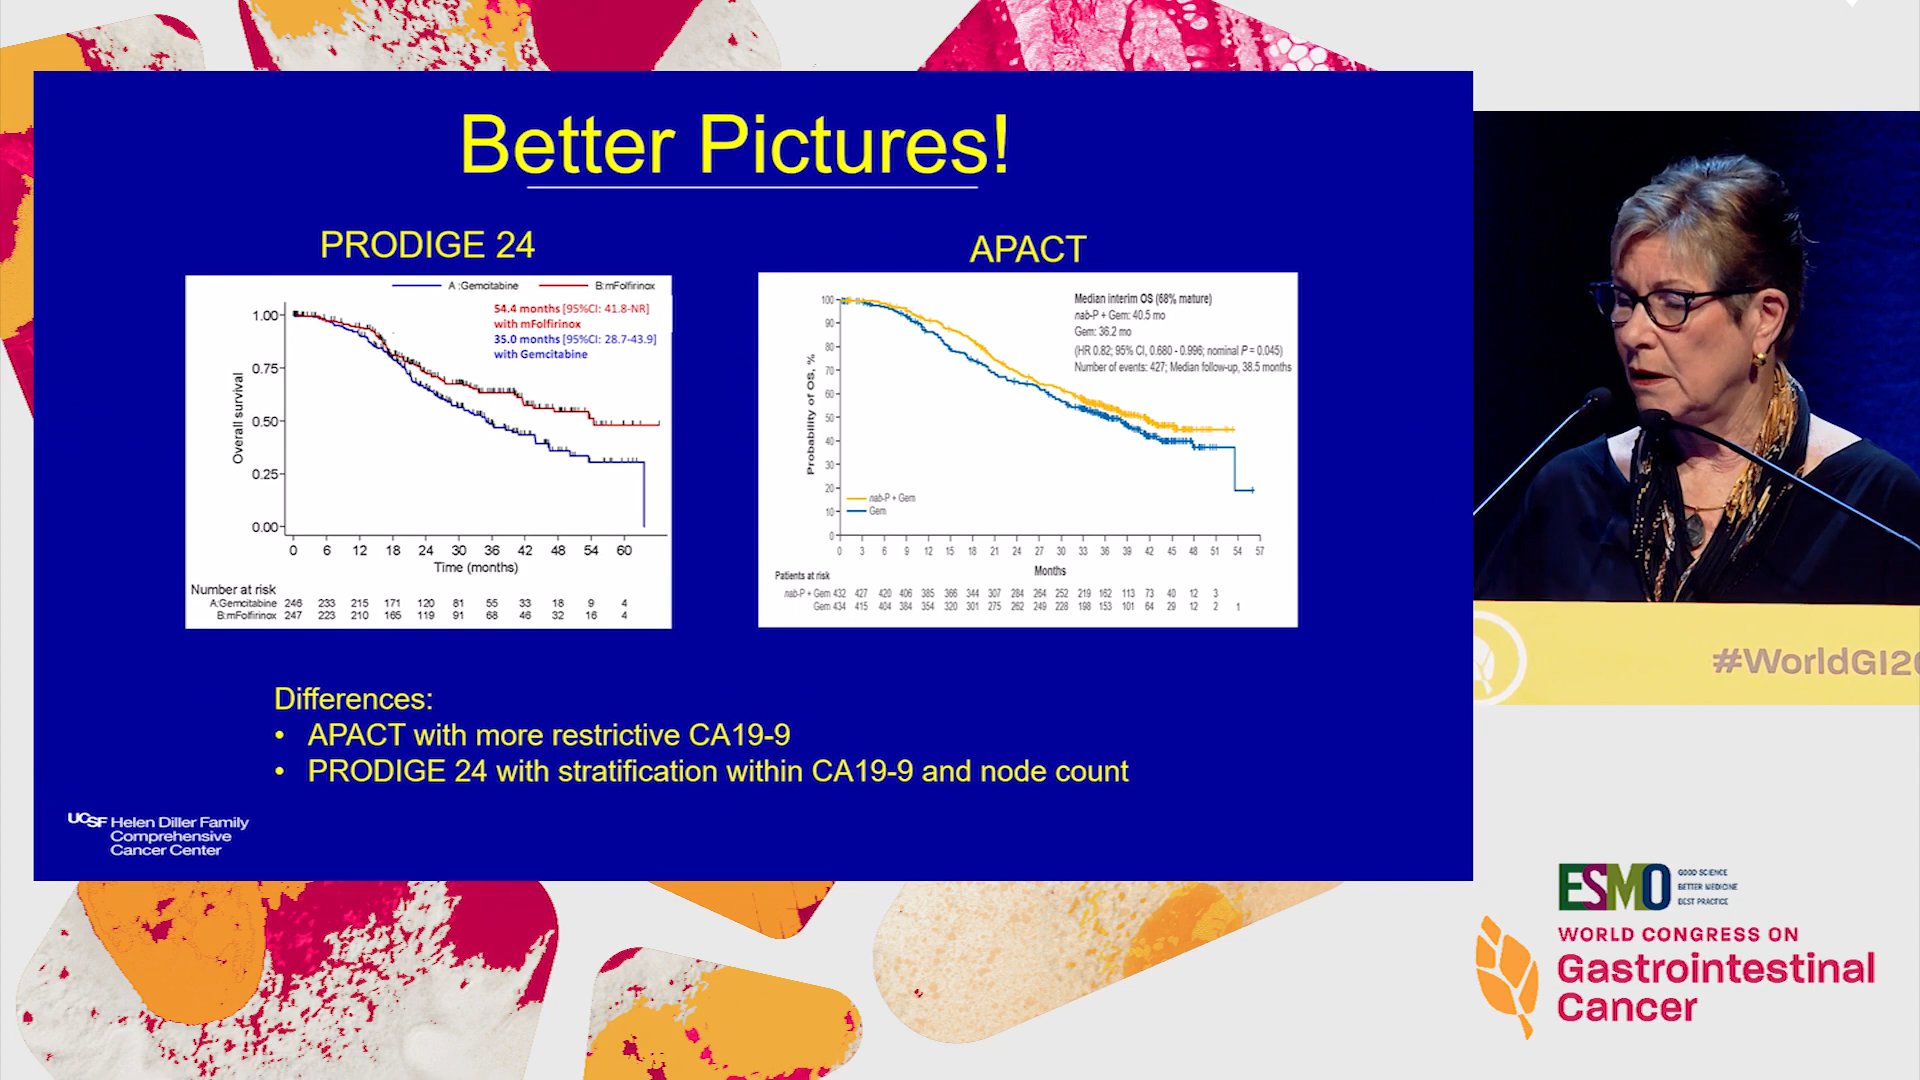 Better Pictures!
PRODIGE 24
APACT
A :Gemcitabine
B:mFolfirinox
54.4 months [95%CI: 41.8-NR]
with mFolfirinox
35.0 months [95%CI: 28.7-43.9]
with Gemcitabine
Overall survival
1.00
0.75
0.50
0.25
0.00
0 6 12 18 24 30 36 42 48 54 60
Time (months)
Number at risk
A:Gemcitabine 246 233 215 171 120 81 55 33 18 9 4
B:mFolfirinox 247 223 210 165 119 91 68 46 32 16 4
Median interim OS (68% mature)
nab-P + Gem: 40.5 mo
Gem: 36.2 mo
(HR 0.82; 95% CI, 0.680 - 0.996; nominal P = 0.045)
Number of events: 427; Median follow-up, 38.5 months
Probability of OS, %
100
90
80
70
60
50
40
30
20
10
0
nab-P + Gem
Gem
0 3 6 9 12 15 18 21 24 27 30 33 36 39 42 45 48 51 54 57
Months
Patients at risk
nab-P + Gem 432 427 420 406 385 366 344 307 284 264 252 219 162 113 73 40 12 3
Gem 434 415 404 384 354 320 301 275 262 249 228 198 153 101 64 29 12 2 1
Differences:
• APACT with more restrictive CA19-9
• PRODIGE 24 with stratification within CA19-9 and node count
UCSF Helen Diller Family
Comprehensive
Cancer Center
#WorldGI20
ESMO
GOOD SCIENCE
BETTER MEDICINE
BEST PRACTICE
WORLD CONGRESS ON
Gastrointestinal
Cancer